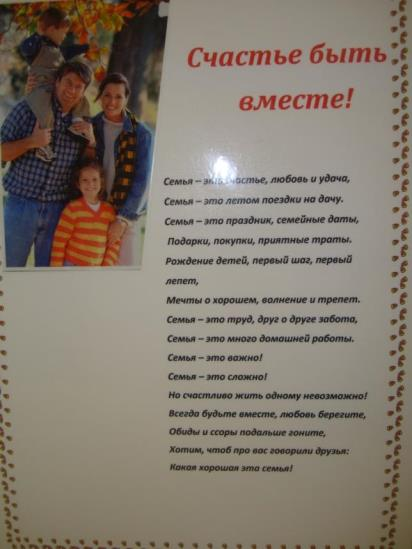 Счастье быть
вместе!
Семья – это счастье, любовь и удача,
Семья – это летом поездки на дачу.
Семья – это праздник, семейные даты,
Подарки, покупки, приятные траты.
Рождение детей, первый шаг, первый
лепет,
Мечты о хорошем, волнение и трепет.
Семья – это труд, друг о друге забота,
Семья – это много домашней работы.
Семья – это важно!
Семья – это сложно!
Но счастливо жить одному невозможно!
Всегда будьте вместе, любовь берегите,
Обиды и ссоры подальше гоните,
Хотим, чтоб про вас говорили друзья:
Какая хорошая эта семья!